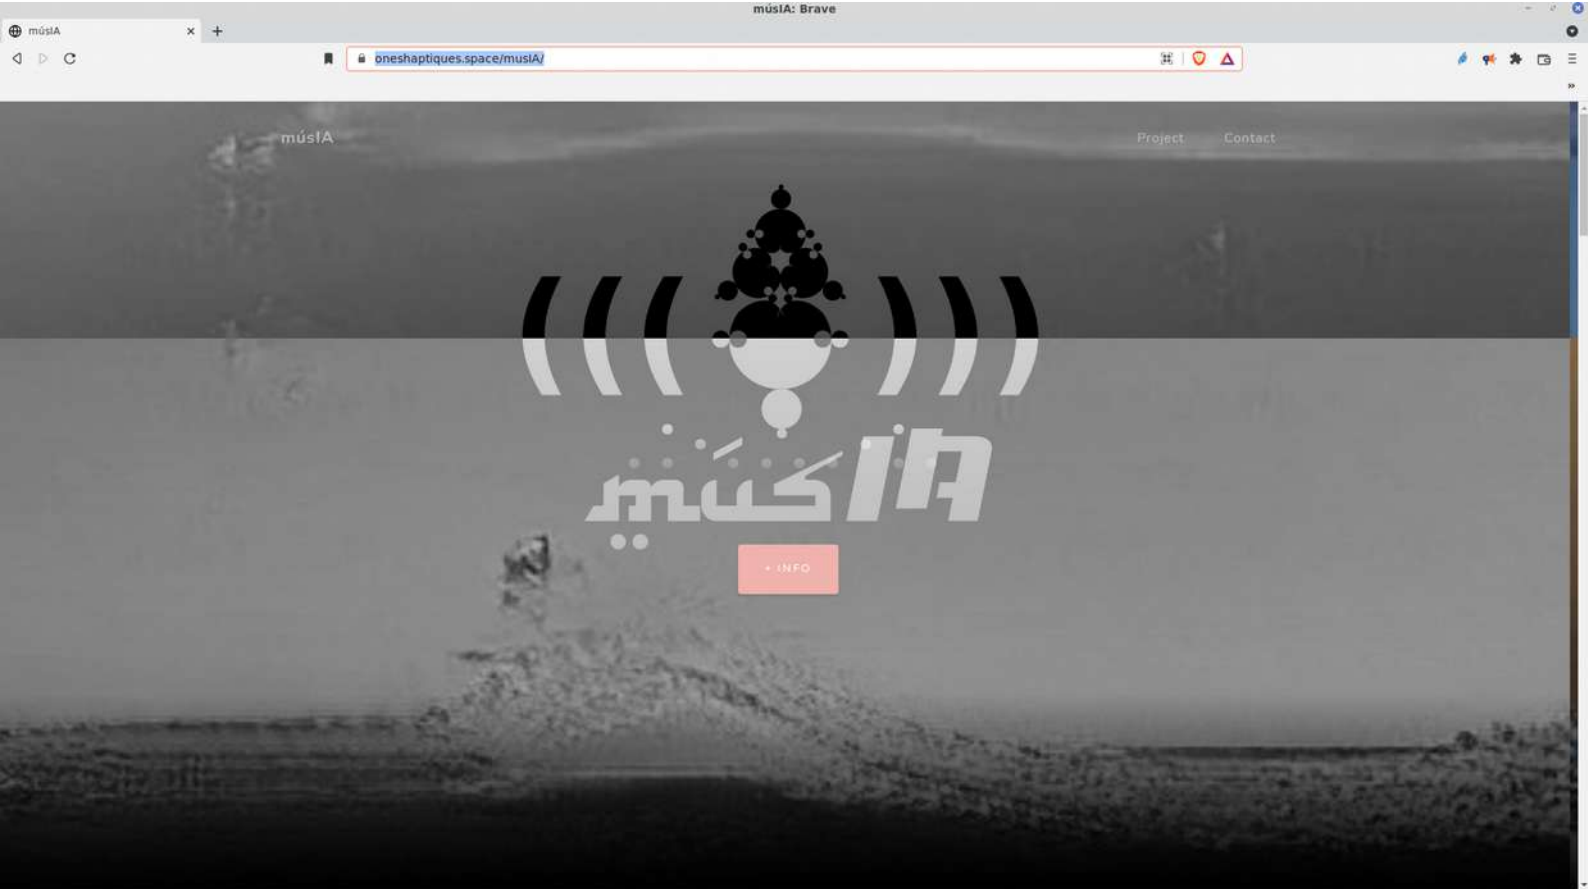 músIA: Brave
músIA
oneshaptiques.space/musIA/
músIA
Project Contact
músIA
+ INFO